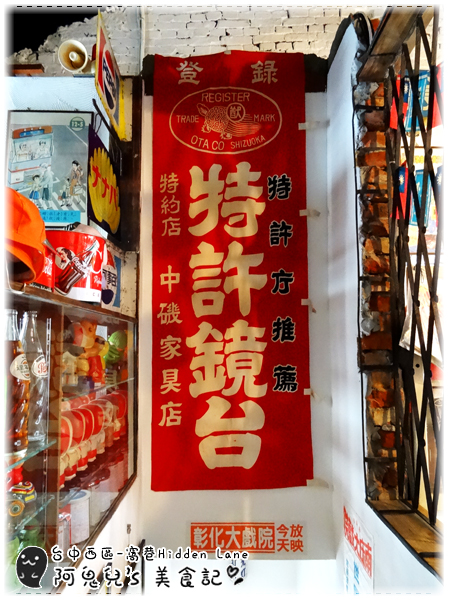 登録
REGISTER
TRADE MARK
OTA CO SHIZUOKA
特許庁推薦
特許鏡台
特約店 中磯家具店
彰化大戲院 今天放映
台中西區-窩巷Hidden Lane
阿鬼兒's 美食記